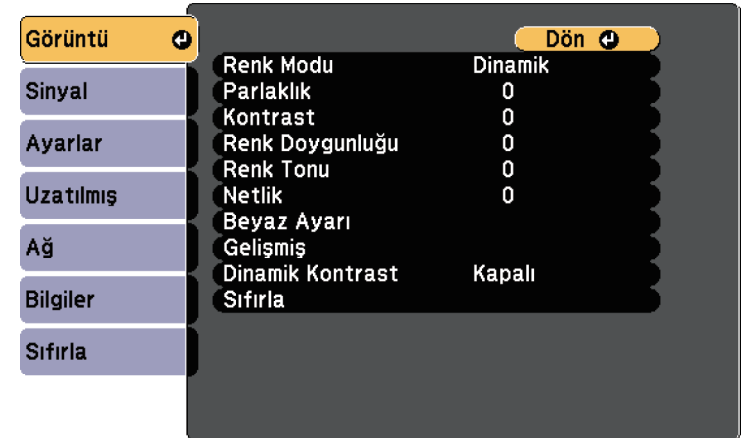 Görüntü
Sinyal
Ayarlar
Uzatılmış
Ağ
Bilgiler
Sıfırla
Dön
Renk Modu Dinamik
Parlaklık 0
Kontrast 0
Renk Doygunluğu 0
Renk Tonu 0
Netlik 0
Beyaz Ayarı
Gelişmiş
Dinamik Kontrast Kapalı
Sıfırla